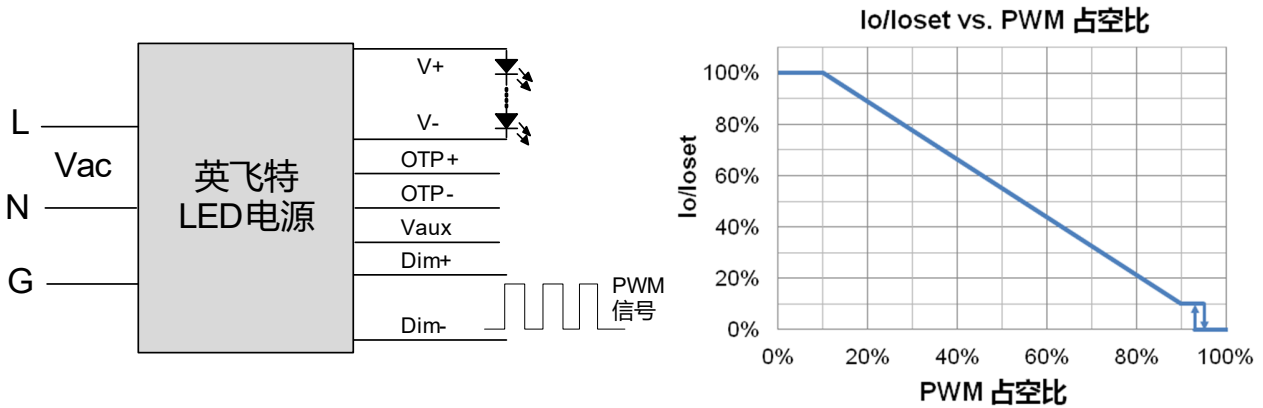 L
Vac
N
G
英飞特
LED电源
V+
V-
OTP+
OTP-
Vaux
Dim+
Dim-
PWM
信号
Io/Ioset vs. PWM 占空比
Io/Ioset
100%
80%
60%
40%
20%
0%
0% 20% 40% 60% 80% 100%
PWM 占空比